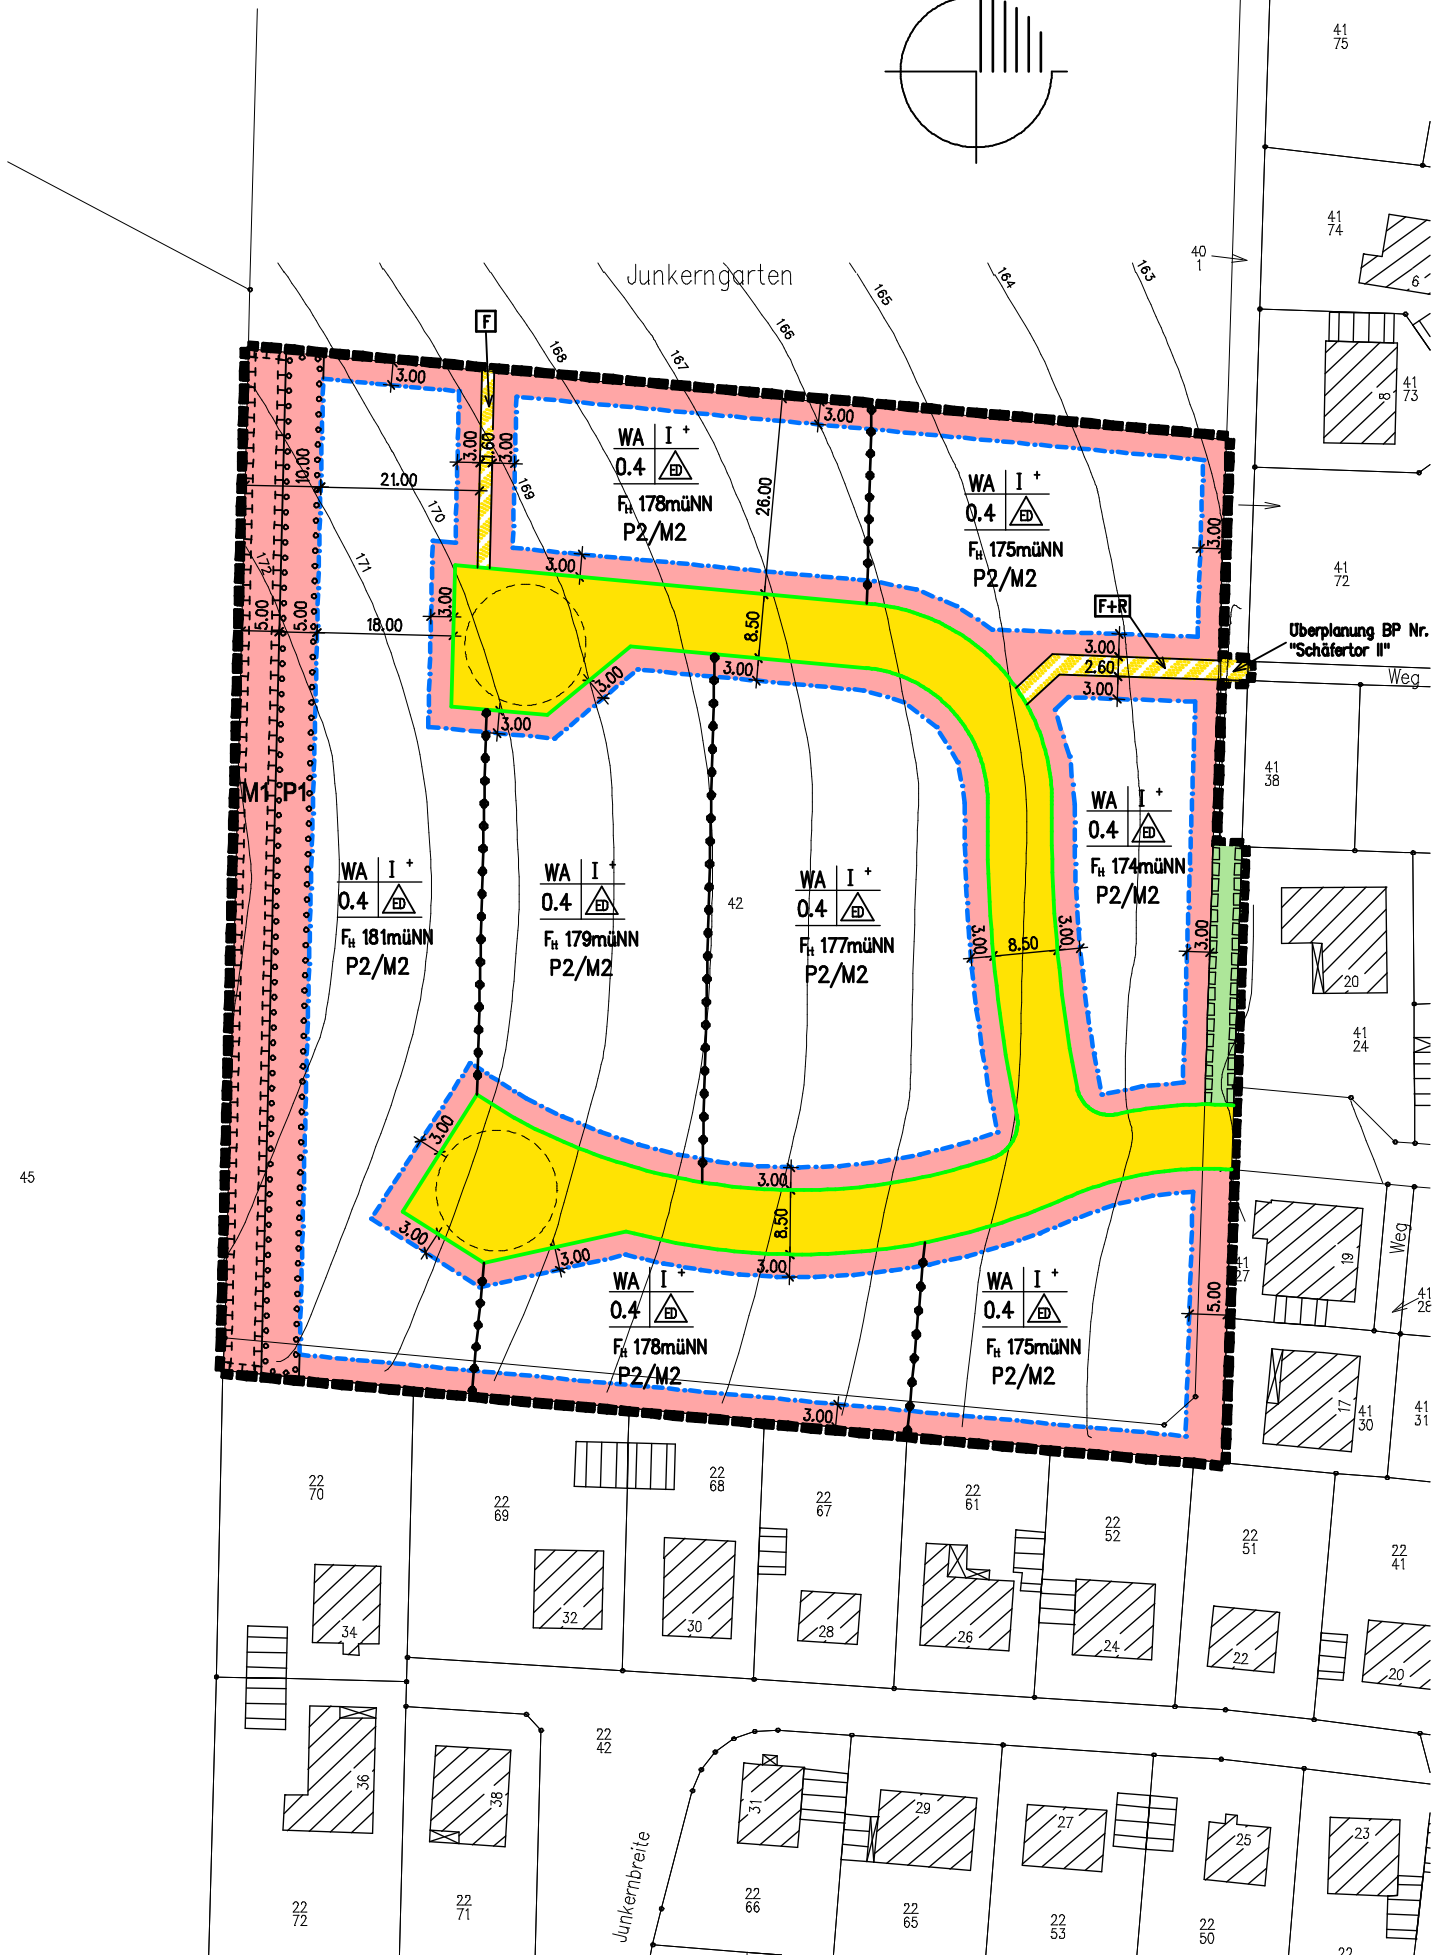 41
75
41
74
6
40
1
Junkerngarten
163
164
165
166
167
168
F
8
41
73
3.00
3.00
WA I +
0.4 ED
FH 178müNN
P2/M2
3.00
1.60
3.00
10.00
21.00
169
170
26.00
WA I +
0.4 ED
FH 175müNN
P2/M2
3.00
172
171
3.00
41
72
3.00
5.00
5.00
18.00
8.50
F+R
Überplanung BP Nr.
"Schäfertor II"
3.00
2.60
3.00
Weg
3.00
3.00
3.00
M1 P1
41
38
WA I +
0.4 ED
FH 174müNN
P2/M2
WA I +
0.4 ED
FH 181müNN
P2/M2
WA I +
0.4 ED
FH 179müNN
P2/M2
42
WA I +
0.4 ED
FH 177müNN
P2/M2
3.00
8.50
3.00
3.00
20
41
24
3.00
45
3.00
8.50
3.00
3.00
3.00
WA I +
0.4 ED
FH 178müNN
P2/M2
WA I +
0.4 ED
FH 175müNN
P2/M2
41
27
5.00
19
Weg
41
28
3.00
17
41
30
41
31
22
70
22
69
22
68
22
67
22
61
22
52
22
51
22
41
34
32
30
28
26
24
22
20
22
42
36
38
31
29
27
25
23
Junkernbreite
22
72
22
71
22
66
22
65
22
53
22
50
22